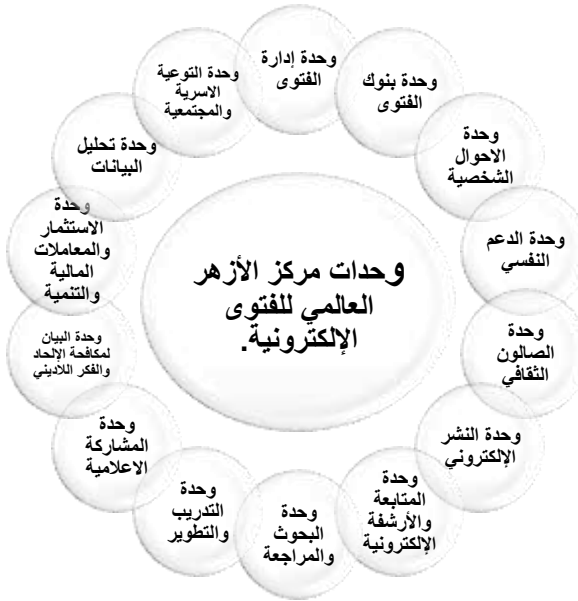 وحدات مركز الأزهر
العالمي للفتوى
الإلكترونية.
وحدة إدارة
الفتوى
وحدة بنوك
الفتوى
وحدة
الاحوال
الشخصية
وحدة الدعم
النفسي
وحدة
الصالون
الثقافي
وحدة النشر
الإلكتروني
وحدة
المتابعة
والأرشفة
الإلكترونية
وحدة
البحوث
والمراجعة
وحدة
التدريب
والتطوير
وحدة
المشاركة
الاعلامية
وحدة البيان
لمكافحة الإلحاد
والفكر اللاديني
وحدة
الاستثمار
والمعاملات
المالية
والتنمية
وحدة تحليل
البيانات
وحدة التوعية
الاسرية
والمجتمعية